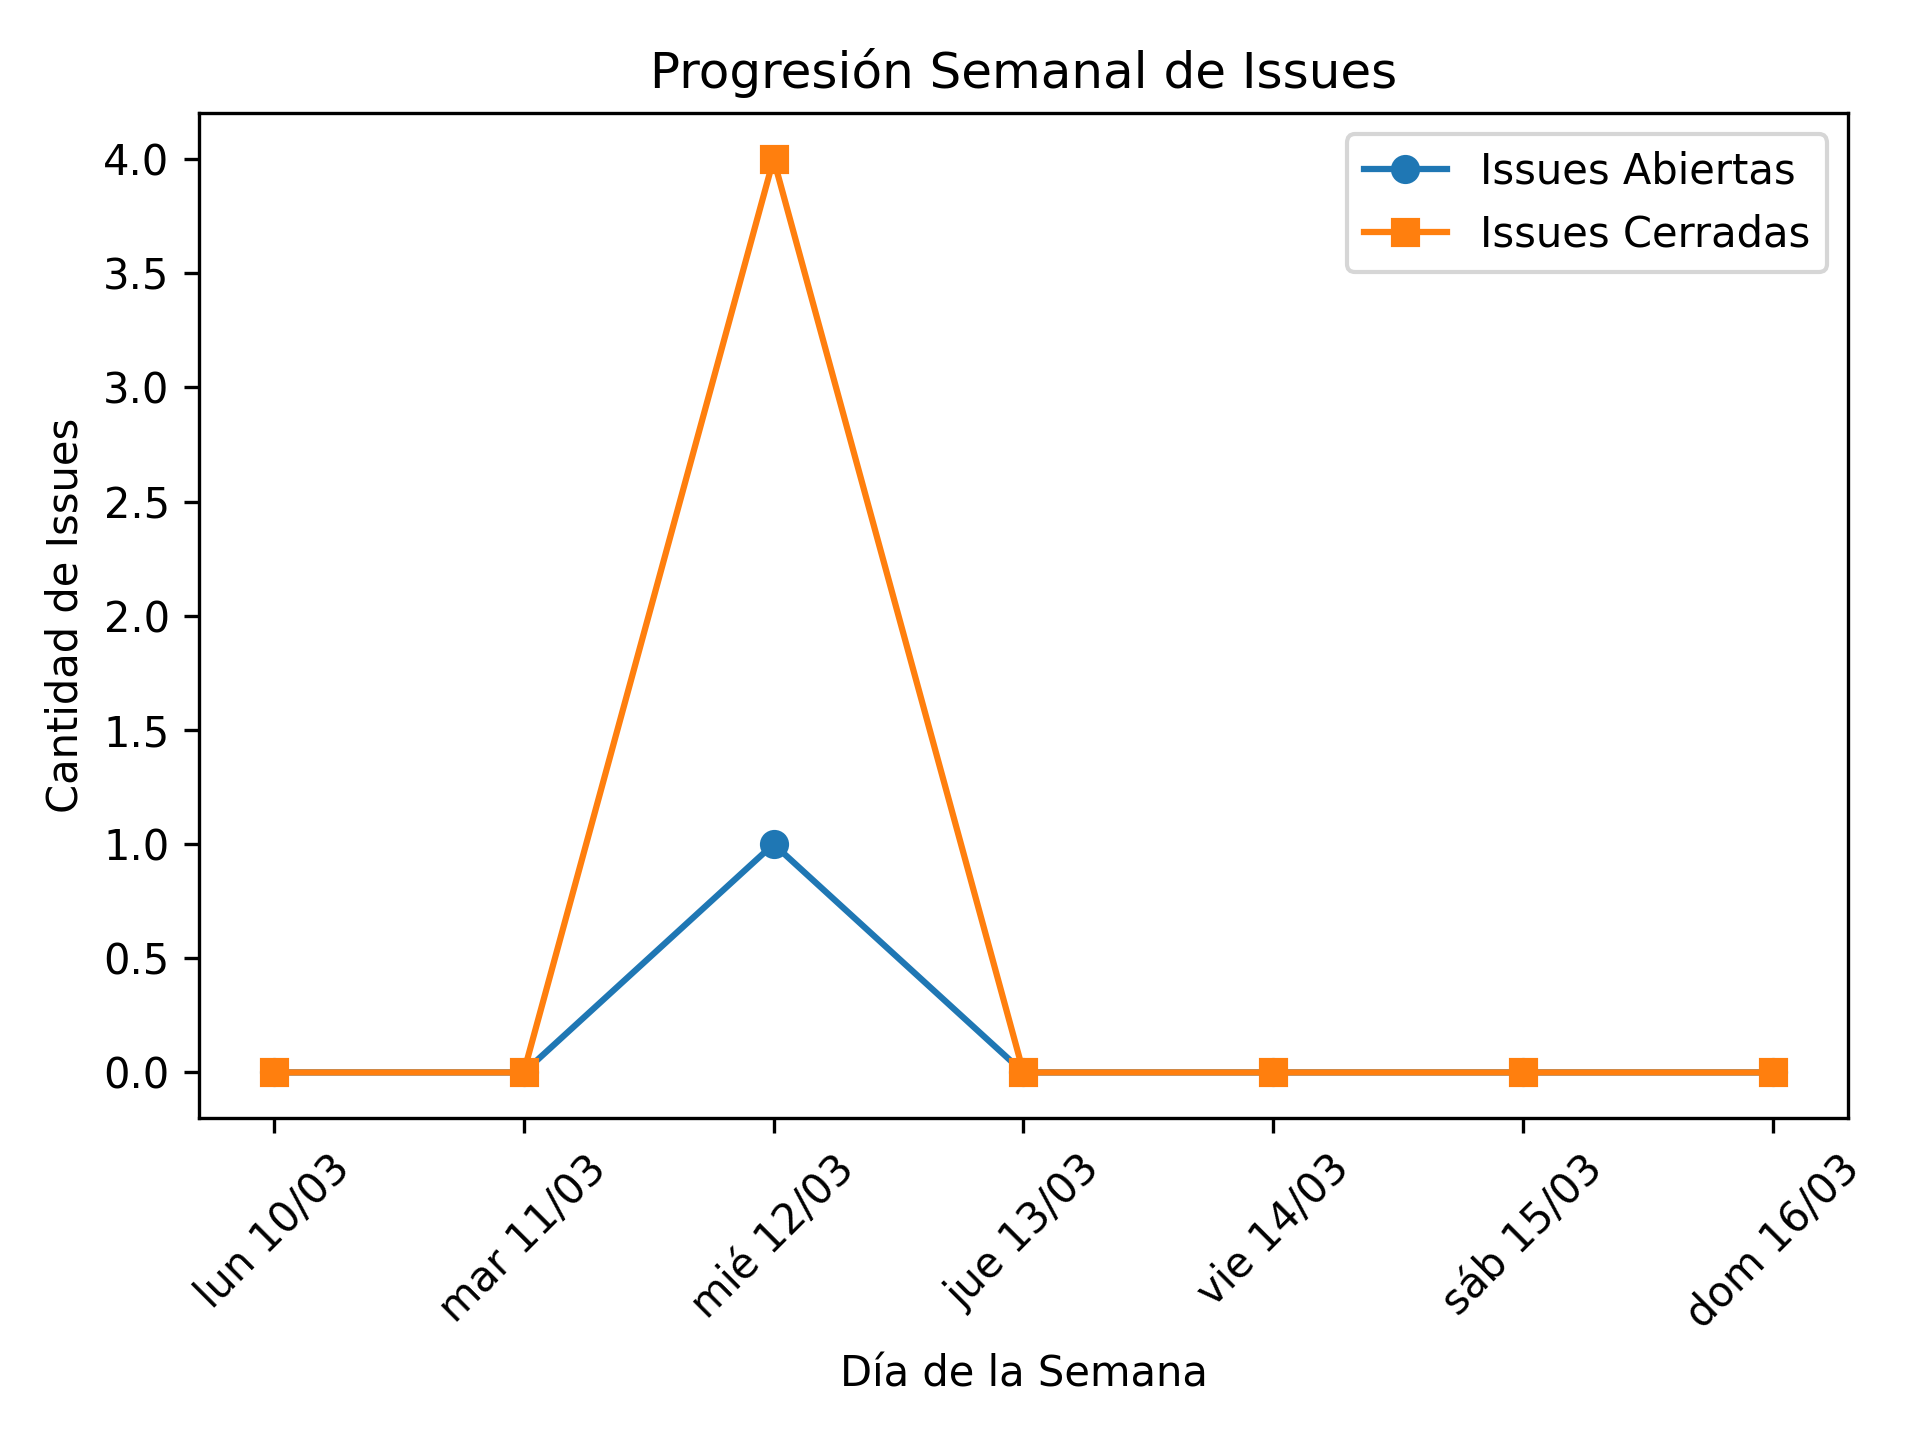 Progresión Semanal de Issues
Issues Abiertas
Issues Cerradas
Cantidad de Issues
4.0
3.5
3.0
2.5
2.0
1.5
1.0
0.5
0.0
lun 10/03
mar 11/03
mié 12/03
jue 13/03
vie 14/03
sáb 15/03
dom 16/03
Día de la Semana